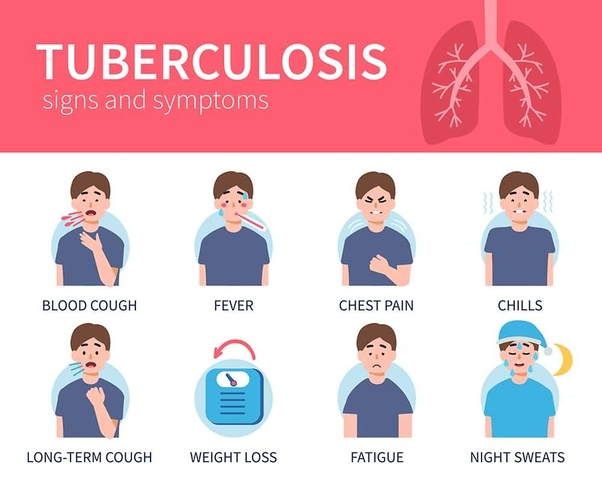 TUBERCULOSIS
signs and symptoms
BLOOD COUGH
FEVER
CHEST PAIN
CHILLS
LONG-TERM COUGH
WEIGHT LOSS
FATIGUE
NIGHT SWEATS